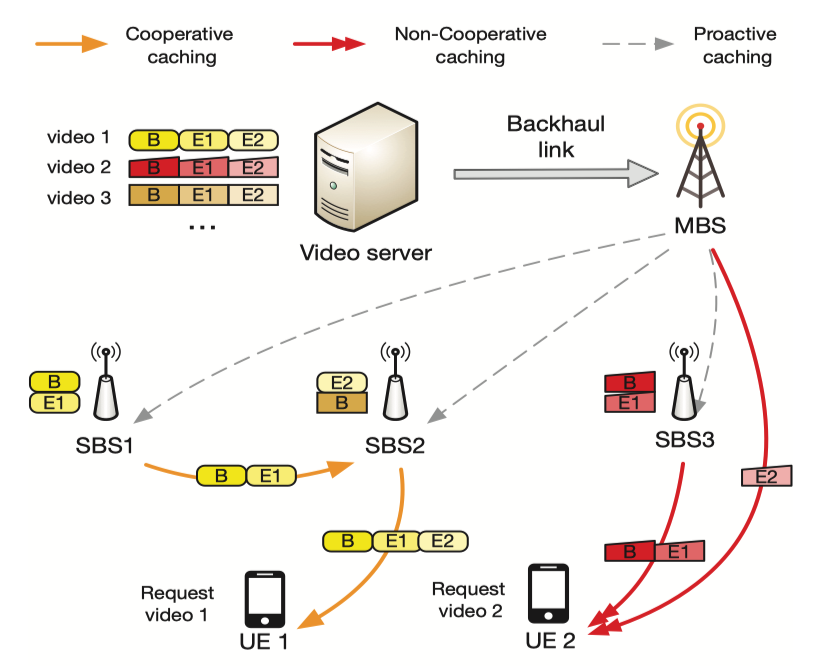 Cooperative
caching
Non-Cooperative
caching
Proactive
caching
video 1 B E1 E2
video 2 B E1 E2
video 3 B E1 E2
...
Video server
Backhaul
link
MBS
B
E1
SBS1
E2
B
SBS2
B
E1
SBS3
B E1
E2
B E1 E2
B E1
Request
video 1
UE 1
Request
video 2
UE 2